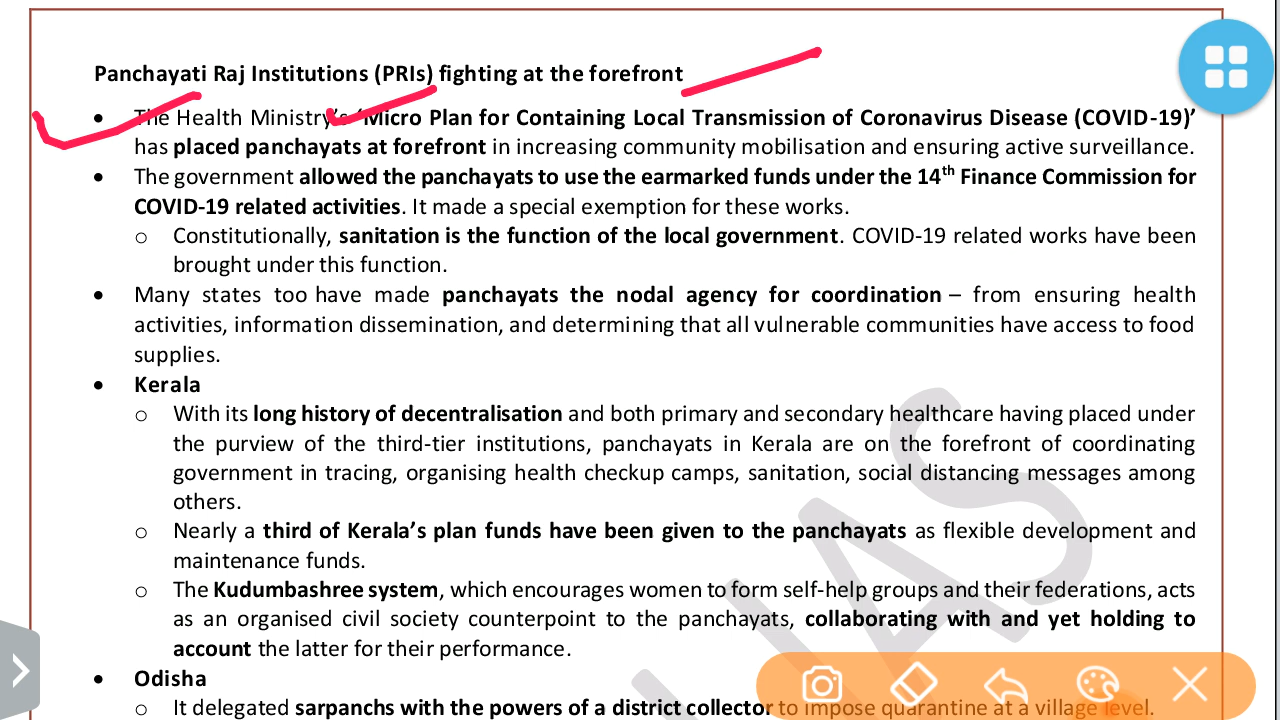 Panchayati Raj Institutions (PRIs) fighting at the forefront
• The Health Ministry's 'Micro Plan for Containing Local Transmission of Coronavirus Disease (COVID-19)'
has placed panchayats at forefront in increasing community mobilisation and ensuring active surveillance.
• The government allowed the panchayats to use the earmarked funds under the 14th Finance Commission for
COVID-19 related activities. It made a special exemption for these works.
o Constitutionally, sanitation is the function of the local government. COVID-19 related works have been
brought under this function.
• Many states too have made panchayats the nodal agency for coordination – from ensuring health
activities, information dissemination, and determining that all vulnerable communities have access to food
supplies.
• Kerala
o With its long history of decentralisation and both primary and secondary healthcare having placed under
the purview of the third-tier institutions, panchayats in Kerala are on the forefront of coordinating
government in tracing, organising health checkup camps, sanitation, social distancing messages among
others.
o Nearly a third of Kerala's plan funds have been given to the panchayats as flexible development and
maintenance funds.
o The Kudumbashree system, which encourages women to form self-help groups and their federations, acts
as an organised civil society counterpoint to the panchayats, collaborating with and yet holding to
account the latter for their performance.
• Odisha
o It delegated sarpanchs with the powers of a district collector to impose quarantine at a village level.
IAS